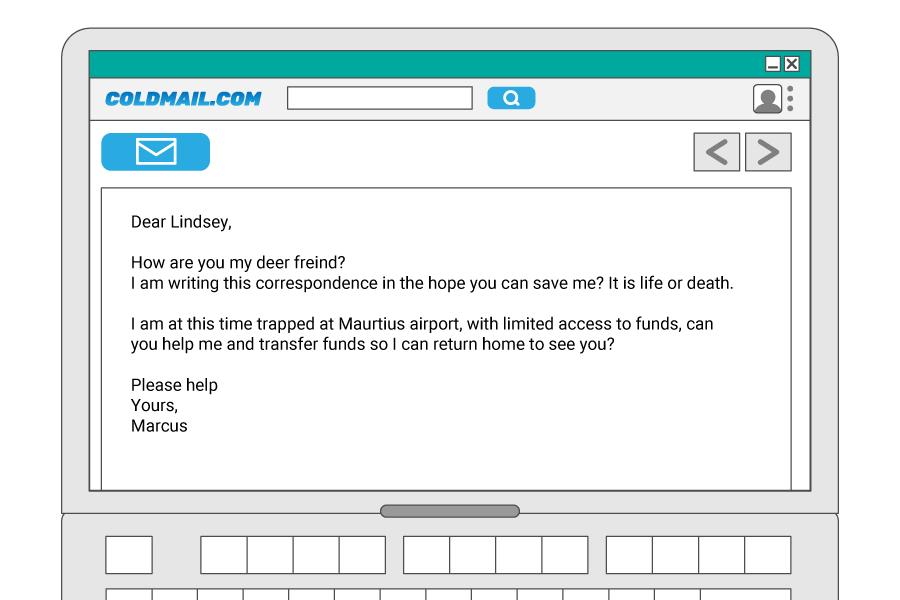 COLDMAIL.COM
Dear Lindsey,
How are you my deer freind?
I am writing this correspondence in the hope you can save me? It is life or death.
I am at this time trapped at Maurtius airport, with limited access to funds, can
you help me and transfer funds so I can return home to see you?
Please help
Yours,
Marcus